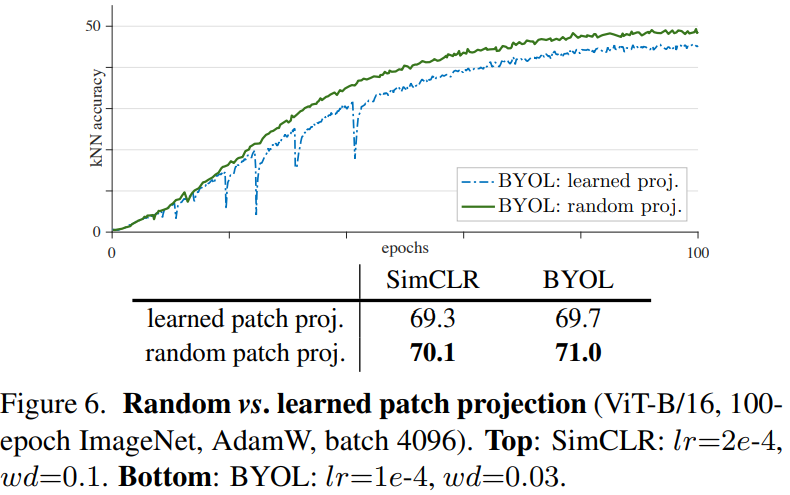 50
kNN accuracy
BYOL: learned proj.
BYOL: random proj.
0
0
epochs
100
SimCLR BYOL
learned patch proj. 69.3 69.7
random patch proj. 70.1 71.0
Figure 6. Random vs. learned patch projection (ViT-B/16, 100-
epoch ImageNet, AdamW, batch 4096). Top: SimCLR: lr=2e-4,
wd=0.1. Bottom: BYOL: lr=1e-4, wd=0.03.